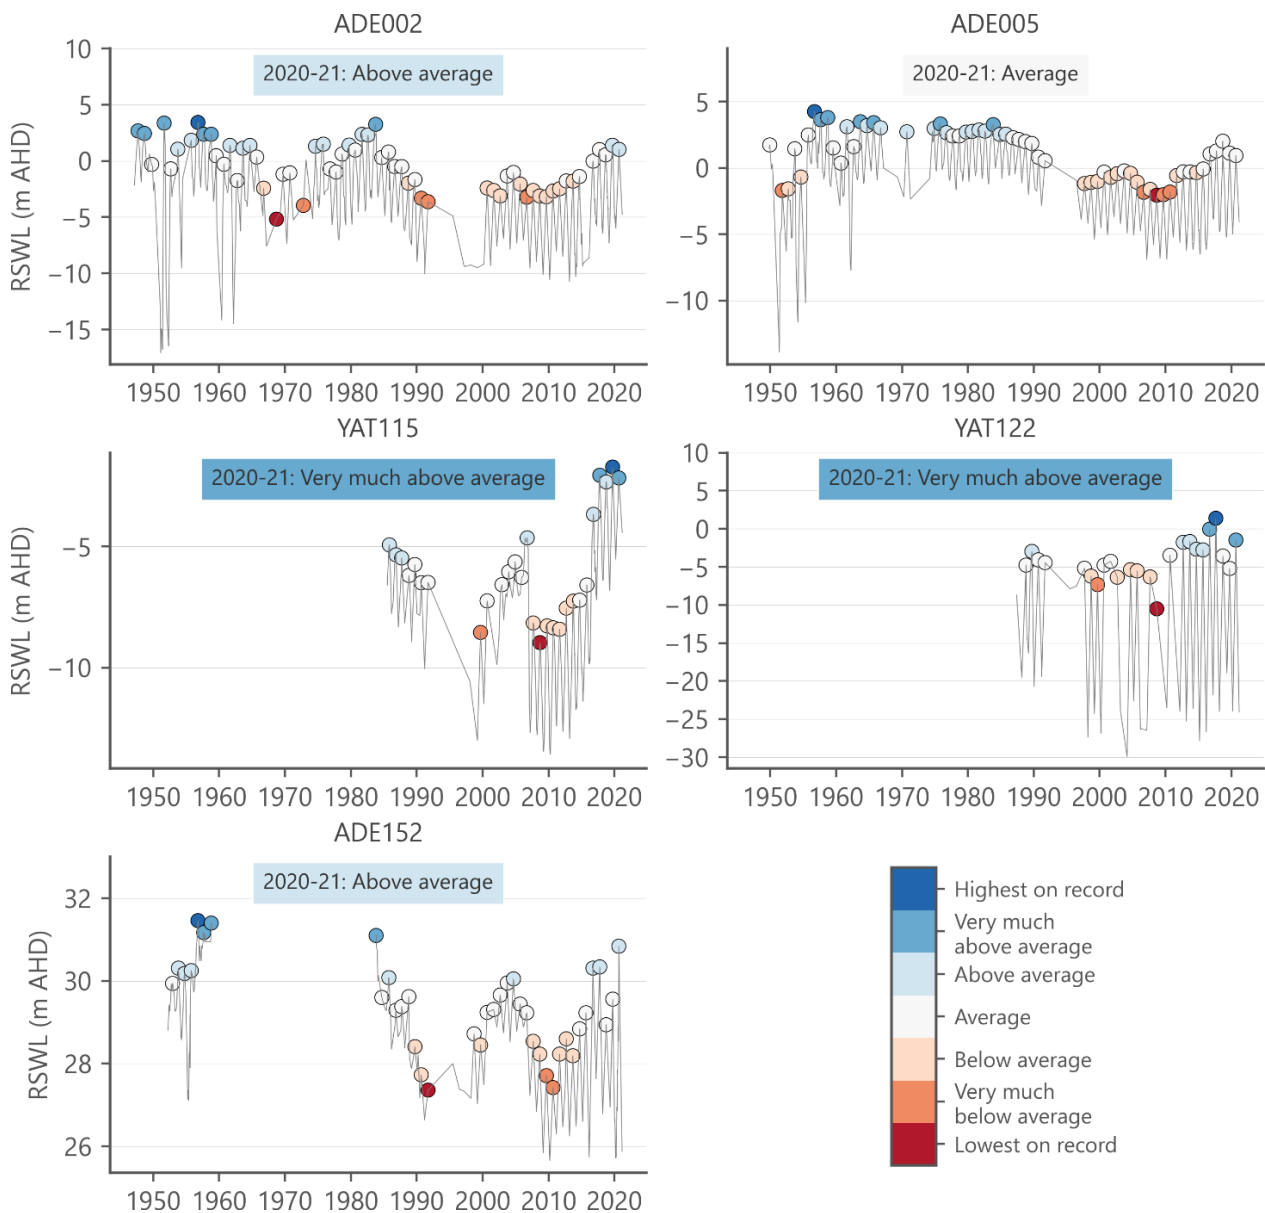 ADE002
2020-21: Above average
RSWL (m AHD)
10
5
0
−5
−10
−15
1950 1960 1970 1980 1990 2000 2010 2020
ADE005
2020-21: Average
5
0
−5
−10
1950 1960 1970 1980 1990 2000 2010 2020
YAT115
2020-21: Very much above average
RSWL (m AHD)
−5
−10
1950 1960 1970 1980 1990 2000 2010 2020
YAT122
2020-21: Very much above average
10
5
0
−5
−10
−15
−20
−25
−30
1950 1960 1970 1980 1990 2000 2010 2020
ADE152
2020-21: Above average
RSWL (m AHD)
32
30
28
26
1950 1960 1970 1980 1990 2000 2010 2020
Highest on record
Very much
above average
Above average
Average
Below average
Very much
below average
Lowest on record